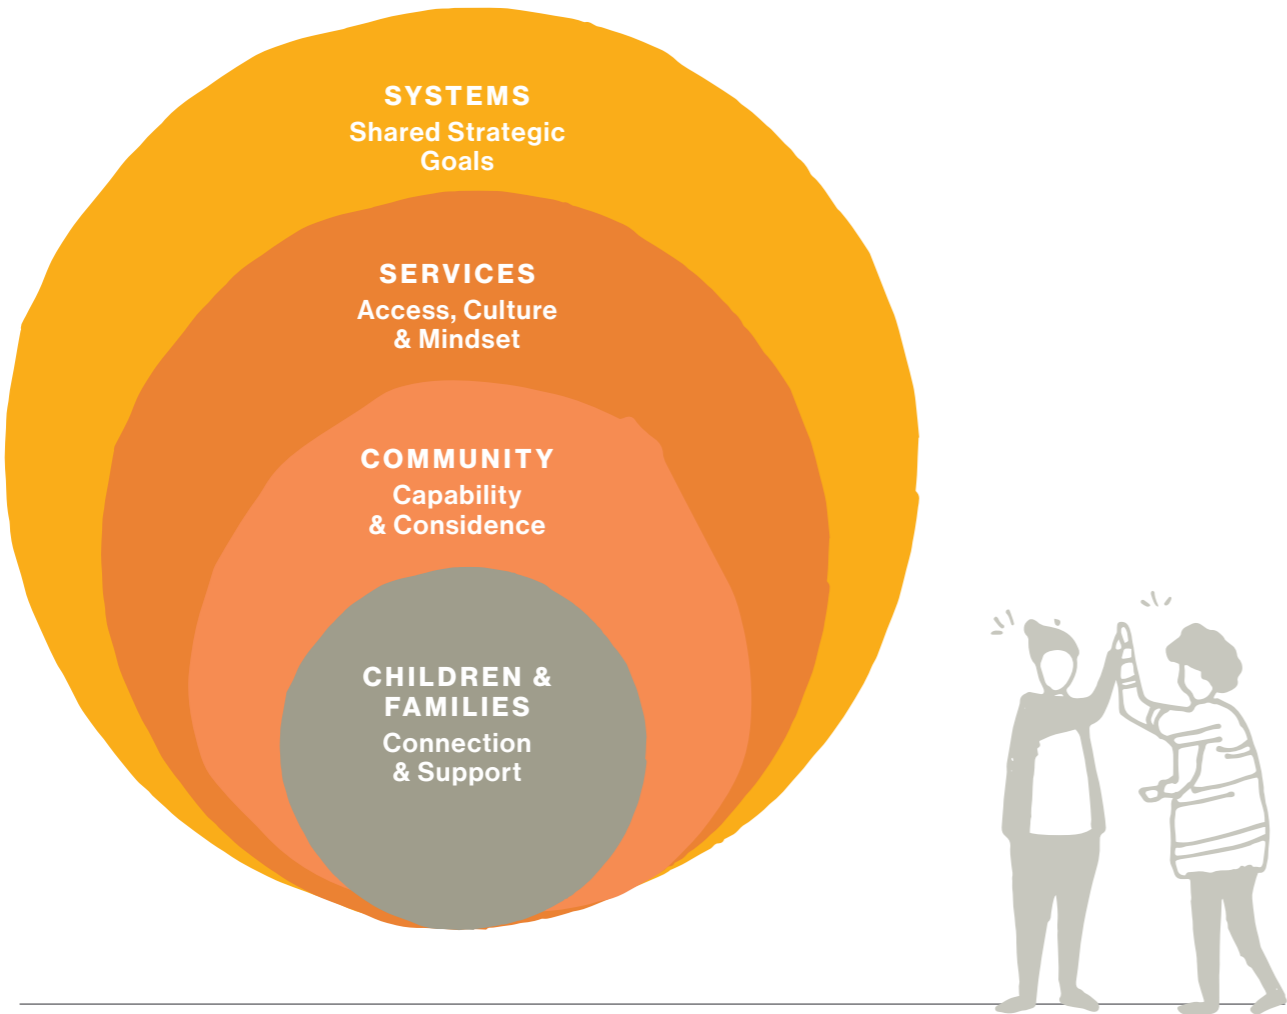 SYSTEMS
Shared Strategic
Goals
SERVICES
Access, Culture
& Mindset
COMMUNITY
Capability
& Considence
CHILDREN &
FAMILIES
Connection
& Support